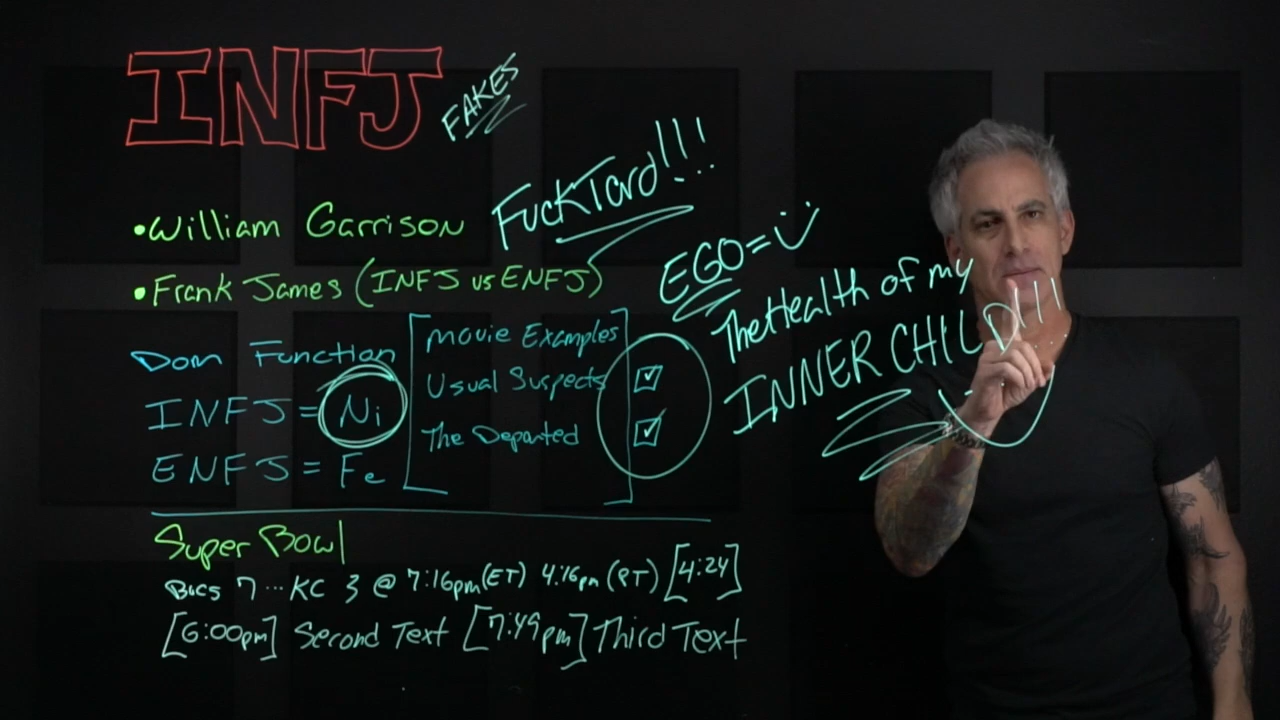 INFJ FAKES
• William Garrison FuckTard!!!
• Frank James (INFJ vs ENFJ)
EGO = :)
The Health of my
INNER CHILD!!!
Dom Function
INFJ = Ni
ENFJ = Fe
[Movie Examples
Usual Suspects ☑
The Departed] ☑
Super Bowl
Bucs 7 ... KC 3 @ 7:16pm (ET) 4:16pm (PT) [4:24]
[6:00pm] Second Text [7:49pm] Third Text